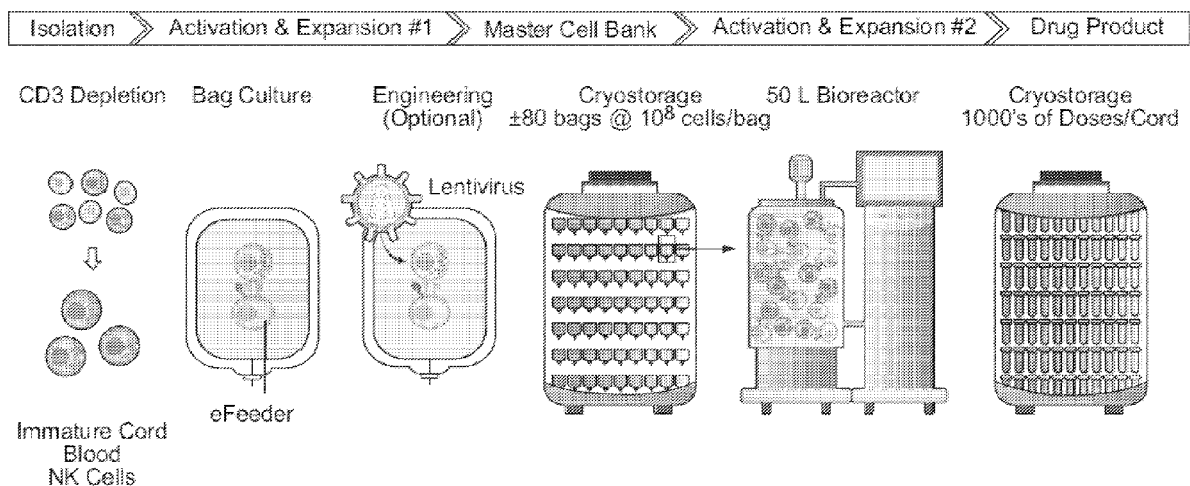 Isolation
Activation & Expansion #1
Master Cell Bank
Activation & Expansion #2
Drug Product
CD3 Depletion
Bag Culture
Engineering
(Optional)
Cryostorage
±80 bags @ 10⁸ cells/bag
50 L Bioreactor
Cryostorage
1000's of Doses/Cord
Lentivirus
eFeeder
Immature Cord
Blood
NK Cells